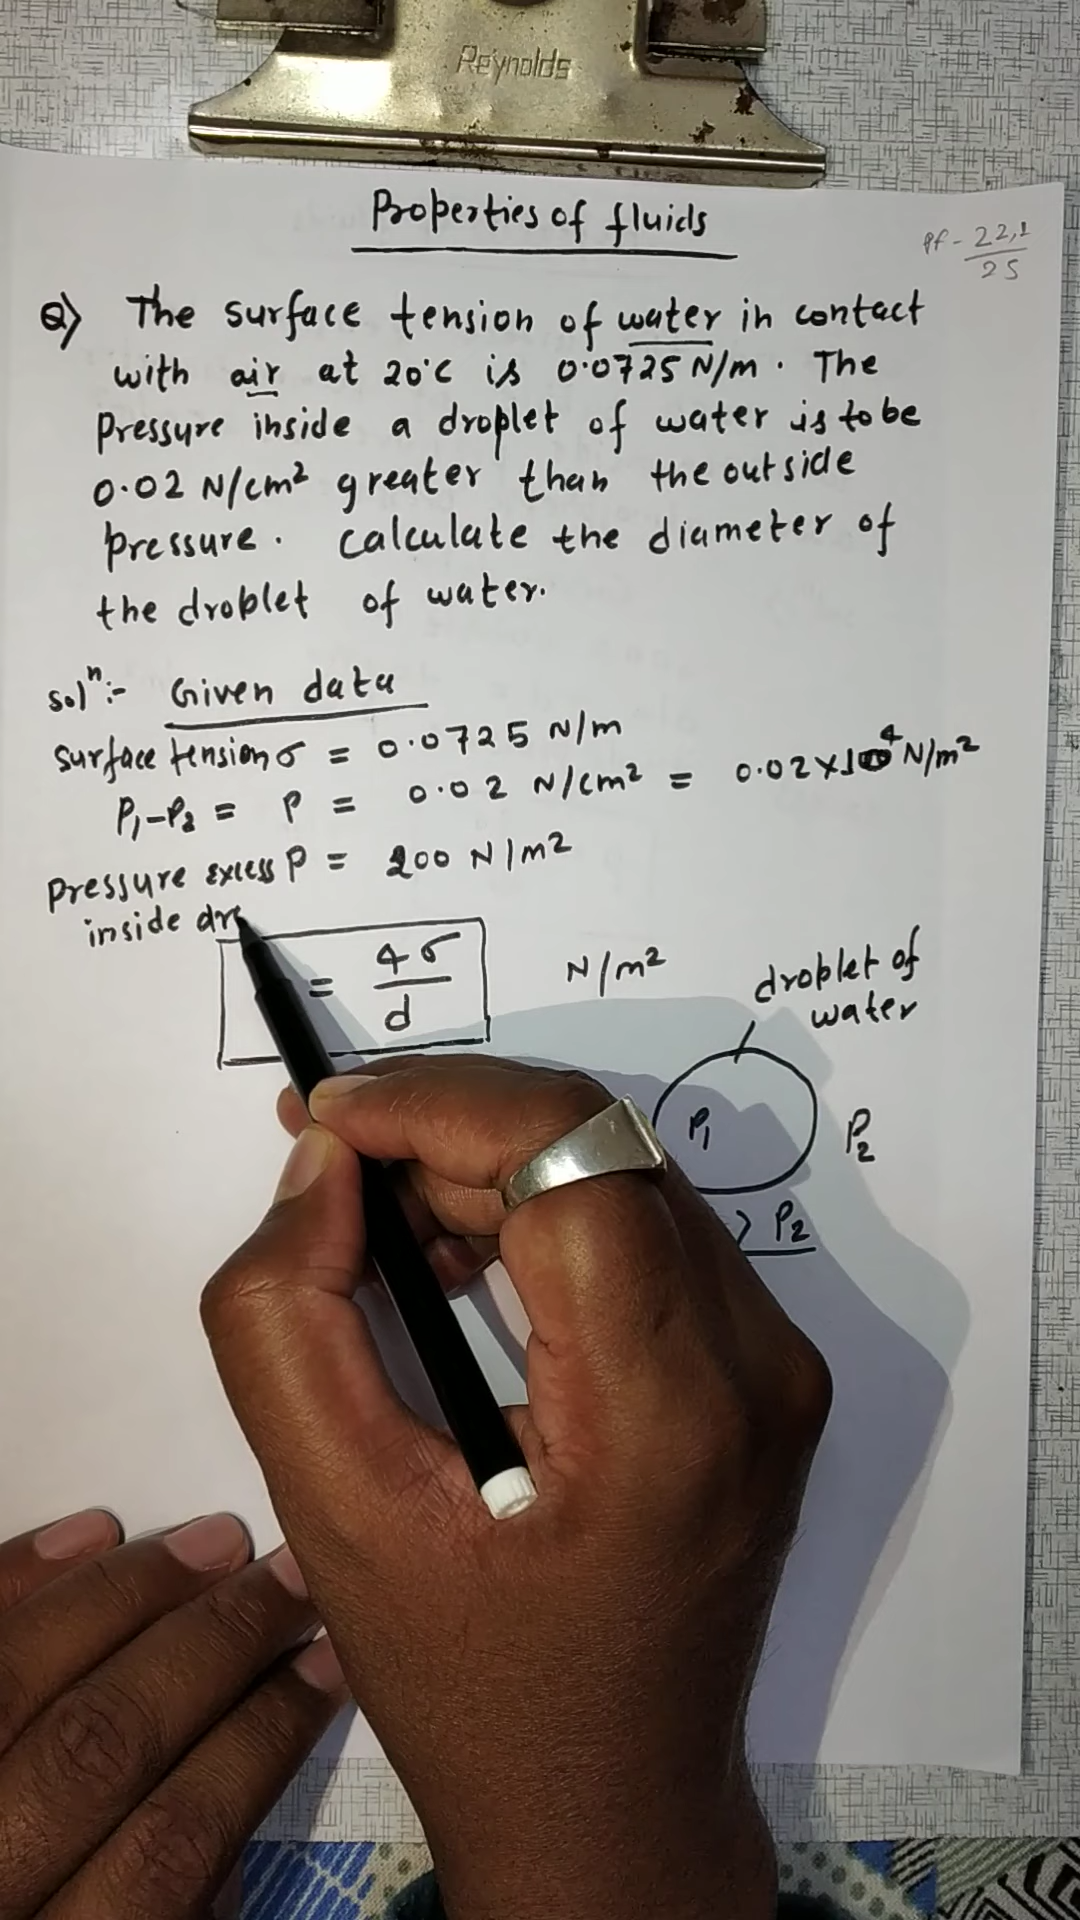 Reynolds
Properties of fluids
Pf - 22,1
25
Q) The surface tension of water in contact
with air at 20°C is 0.0725 N/m. The
Pressure inside a droplet of water is to be
0.02 N/cm² greater than the outside
pressure. Calculate the diameter of
the droplet of water.
Solⁿ:- Given data
Surface tension σ = 0.0725 N/m
P₁-P₂ = P = 0.02 N/cm² = 0.02×10⁴ N/m²
Pressure excess P = 200 N/m²
inside dro
= 4σ
d
N/m²
droplet of
water
P₁
P₂
> P₂